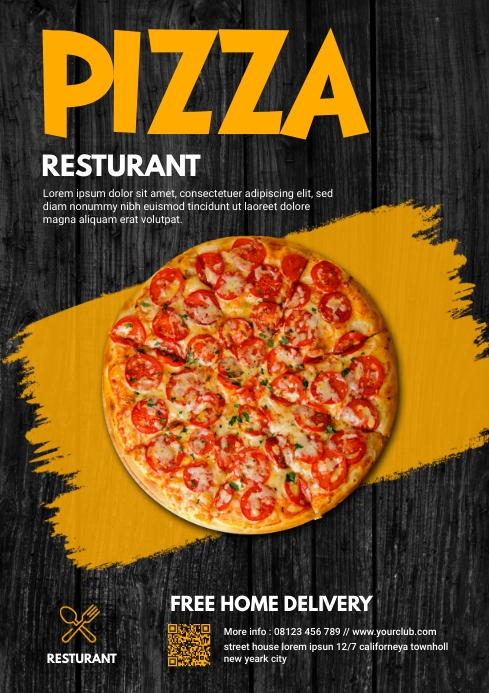 PIZZA
RESTURANT
Lorem ipsum dolor sit amet, consectetuer adipiscing elit, sed
diam nonummy nibh euismod tincidunt ut laoreet dolore
magna aliquam erat volutpat.
FREE HOME DELIVERY
More info : 08123 456 789 // www.yourclub.com
street house lorem ipsun 12/7 californeya townholl
new yeark city
RESTURANT